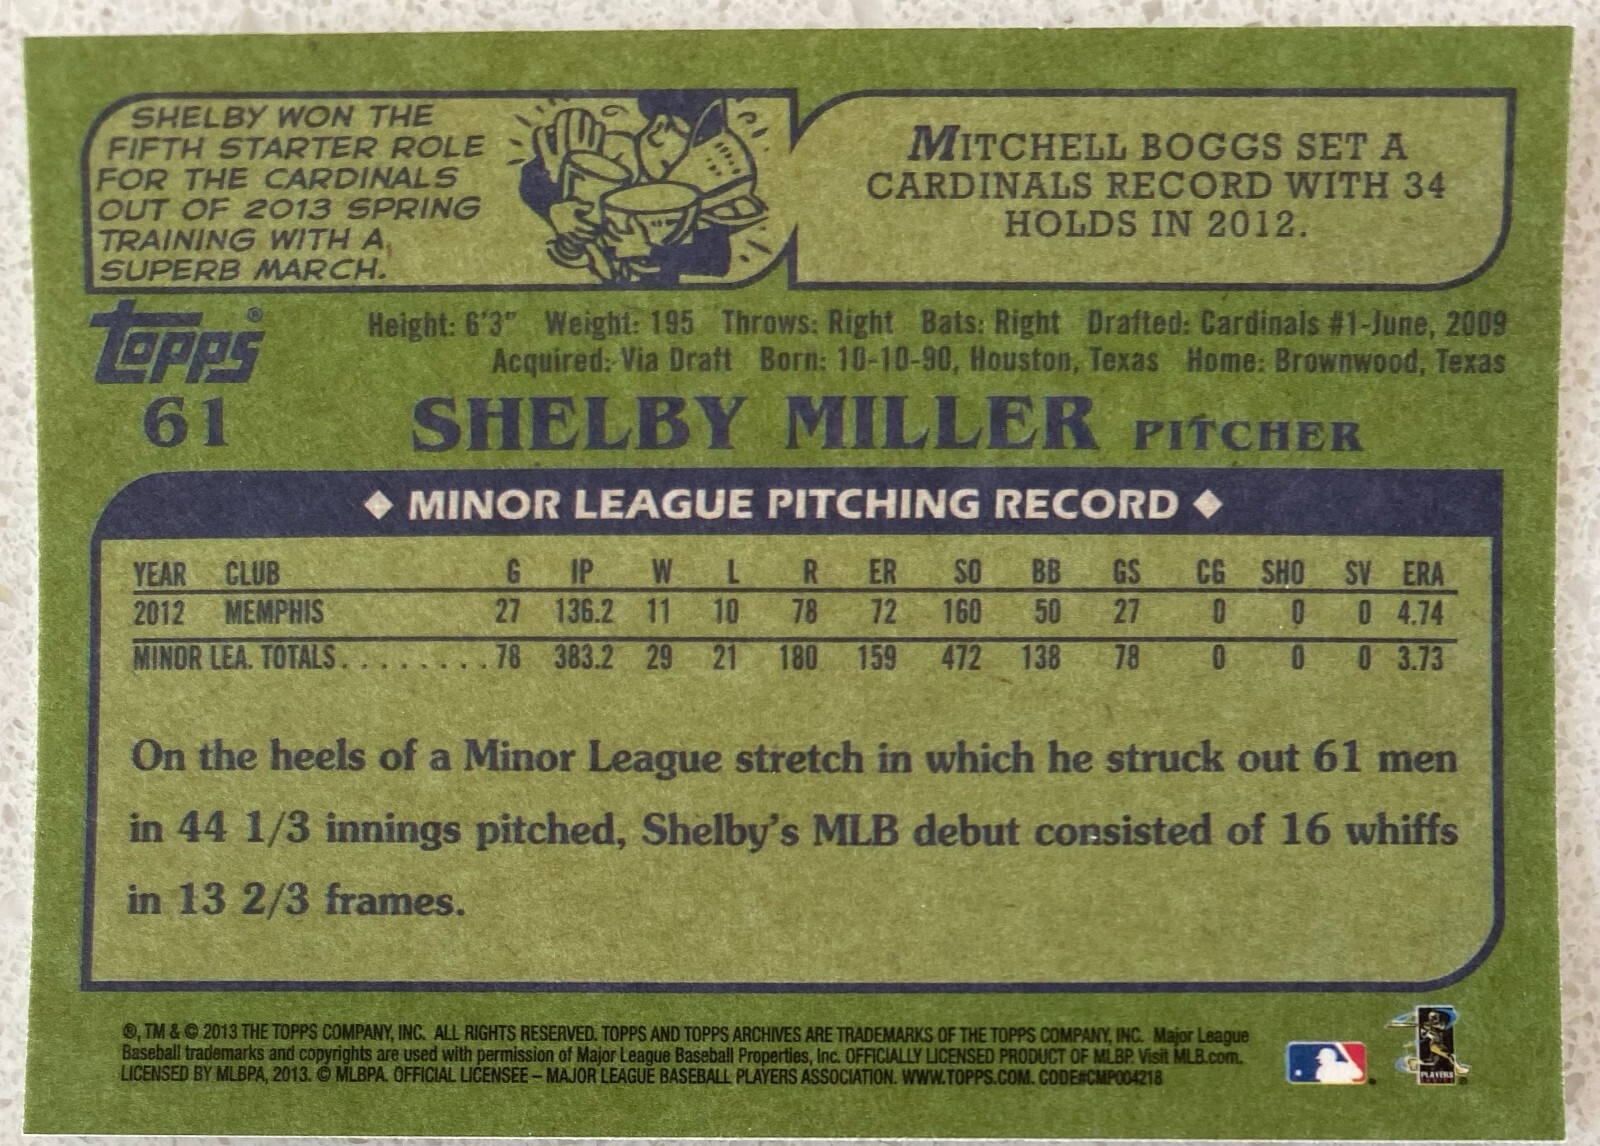 SHELBY WON THE
FIFTH STARTER ROLE
FOR THE CARDINALS
OUT OF 2013 SPRING
TRAINING WITH A
SUPERB MARCH.
MITCHELL BOGGS SET A
CARDINALS RECORD WITH 34
HOLDS IN 2012.
Topps®
61
Height: 6'3" Weight: 195 Throws: Right Bats: Right Drafted: Cardinals #1-June, 2009
Acquired: Via Draft Born: 10-10-90, Houston, Texas Home: Brownwood, Texas
SHELBY MILLER PITCHER
◆ MINOR LEAGUE PITCHING RECORD ◆
YEAR CLUB G IP W L R ER SO BB GS CG SHO SV ERA
2012 MEMPHIS 27 136.2 11 10 78 72 160 50 27 0 0 0 4.74
MINOR LEA. TOTALS. . . . . . . . . 78 383.2 29 21 180 159 472 138 78 0 0 0 3.73
On the heels of a Minor League stretch in which he struck out 61 men
in 44 1/3 innings pitched, Shelby's MLB debut consisted of 16 whiffs
in 13 2/3 frames.
®, TM & © 2013 THE TOPPS COMPANY, INC. ALL RIGHTS RESERVED. TOPPS AND TOPPS ARCHIVES ARE TRADEMARKS OF THE TOPPS COMPANY, INC. Major League
Baseball trademarks and copyrights are used with permission of Major League Baseball Properties, Inc. OFFICIALLY LICENSED PRODUCT OF MLBP. Visit MLB.com.
LICENSED BY MLBPA, 2013. © MLBPA. OFFICIAL LICENSEE – MAJOR LEAGUE BASEBALL PLAYERS ASSOCIATION. WWW.TOPPS.COM. CODE#CMP004218
PLAYERS